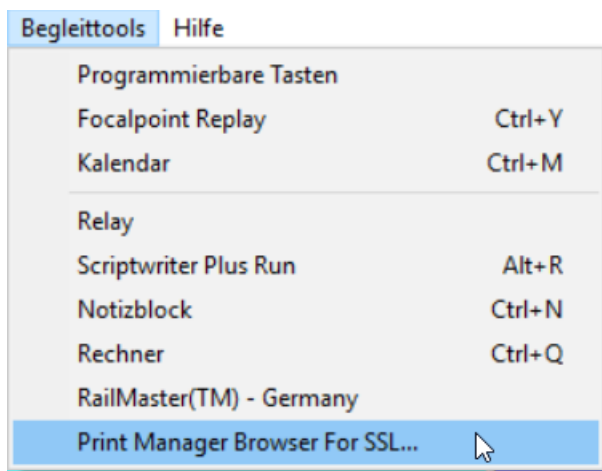 Begleittools Hilfe
Programmierbare Tasten
Focalpoint Replay Ctrl+Y
Kalendar Ctrl+M
Relay
Scriptwriter Plus Run Alt+R
Notizblock Ctrl+N
Rechner Ctrl+Q
RailMaster(TM) - Germany
Print Manager Browser For SSL...